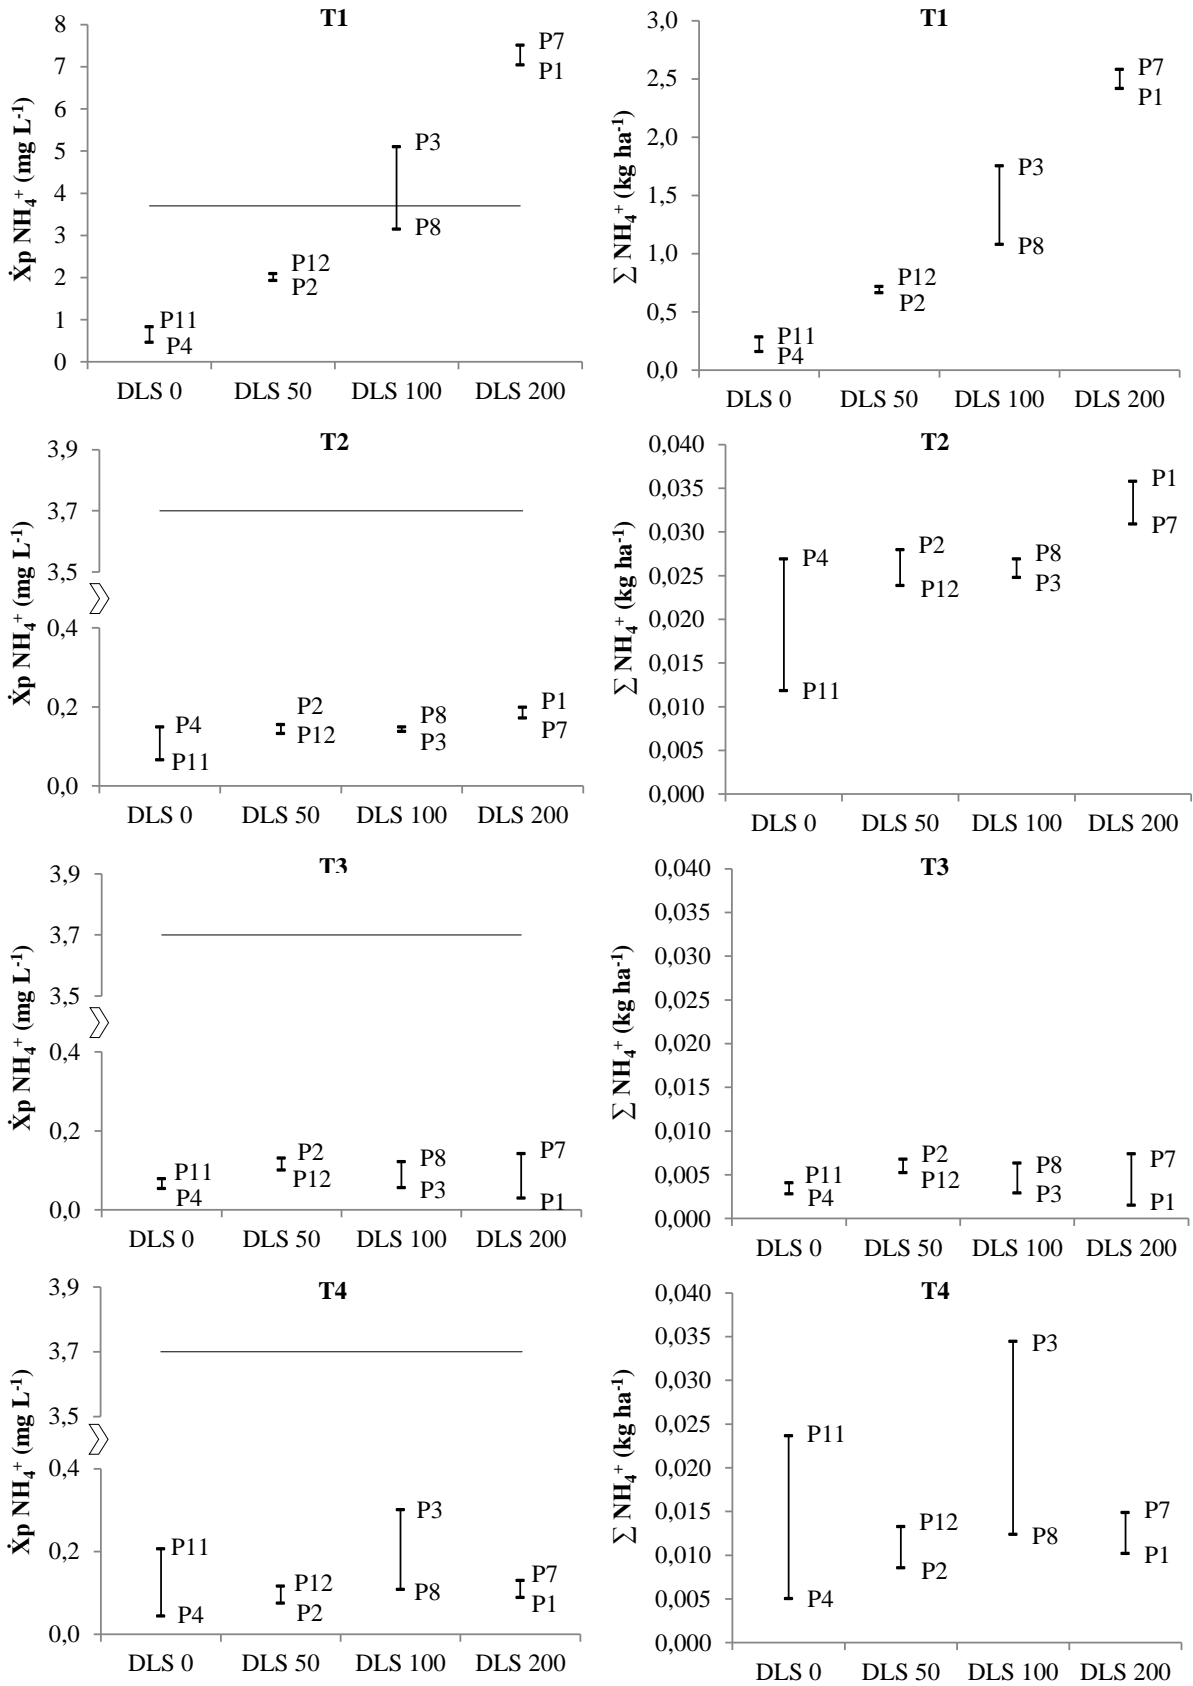 T1
Ẋp NH₄⁺ (mg L⁻¹)
8
7
6
5
4
3
2
1
0
P7
P1
P3
P8
P12
P2
P11
P4
DLS 0 DLS 50 DLS 100 DLS 200
T1
∑ NH₄⁺ (kg ha⁻¹)
3,0
2,5
2,0
1,5
1,0
0,5
0,0
P7
P1
P3
P8
P12
P2
P11
P4
DLS 0 DLS 50 DLS 100 DLS 200
T2
Ẋp NH₄⁺ (mg L⁻¹)
3,9
3,7
3,5
0,4
0,2
0,0
P4
P11
P2
P12
P8
P3
P1
P7
DLS 0 DLS 50 DLS 100 DLS 200
T2
∑ NH₄⁺ (kg ha⁻¹)
0,040
0,035
0,030
0,025
0,020
0,015
0,010
0,005
0,000
P4
P11
P2
P12
P8
P3
P1
P7
DLS 0 DLS 50 DLS 100 DLS 200
T3
Ẋp NH₄⁺ (mg L⁻¹)
3,9
3,7
3,5
0,4
0,2
0,0
P11
P4
P2
P12
P8
P3
P7
P1
DLS 0 DLS 50 DLS 100 DLS 200
T3
∑ NH₄⁺ (kg ha⁻¹)
0,040
0,035
0,030
0,025
0,020
0,015
0,010
0,005
0,000
P11
P4
P2
P12
P8
P3
P7
P1
DLS 0 DLS 50 DLS 100 DLS 200
T4
Ẋp NH₄⁺ (mg L⁻¹)
3,9
3,7
3,5
0,4
0,2
0,0
P11
P4
P12
P2
P3
P8
P7
P1
DLS 0 DLS 50 DLS 100 DLS 200
T4
∑ NH₄⁺ (kg ha⁻¹)
0,040
0,035
0,030
0,025
0,020
0,015
0,010
0,005
0,000
P11
P4
P12
P2
P3
P8
P7
P1
DLS 0 DLS 50 DLS 100 DLS 200